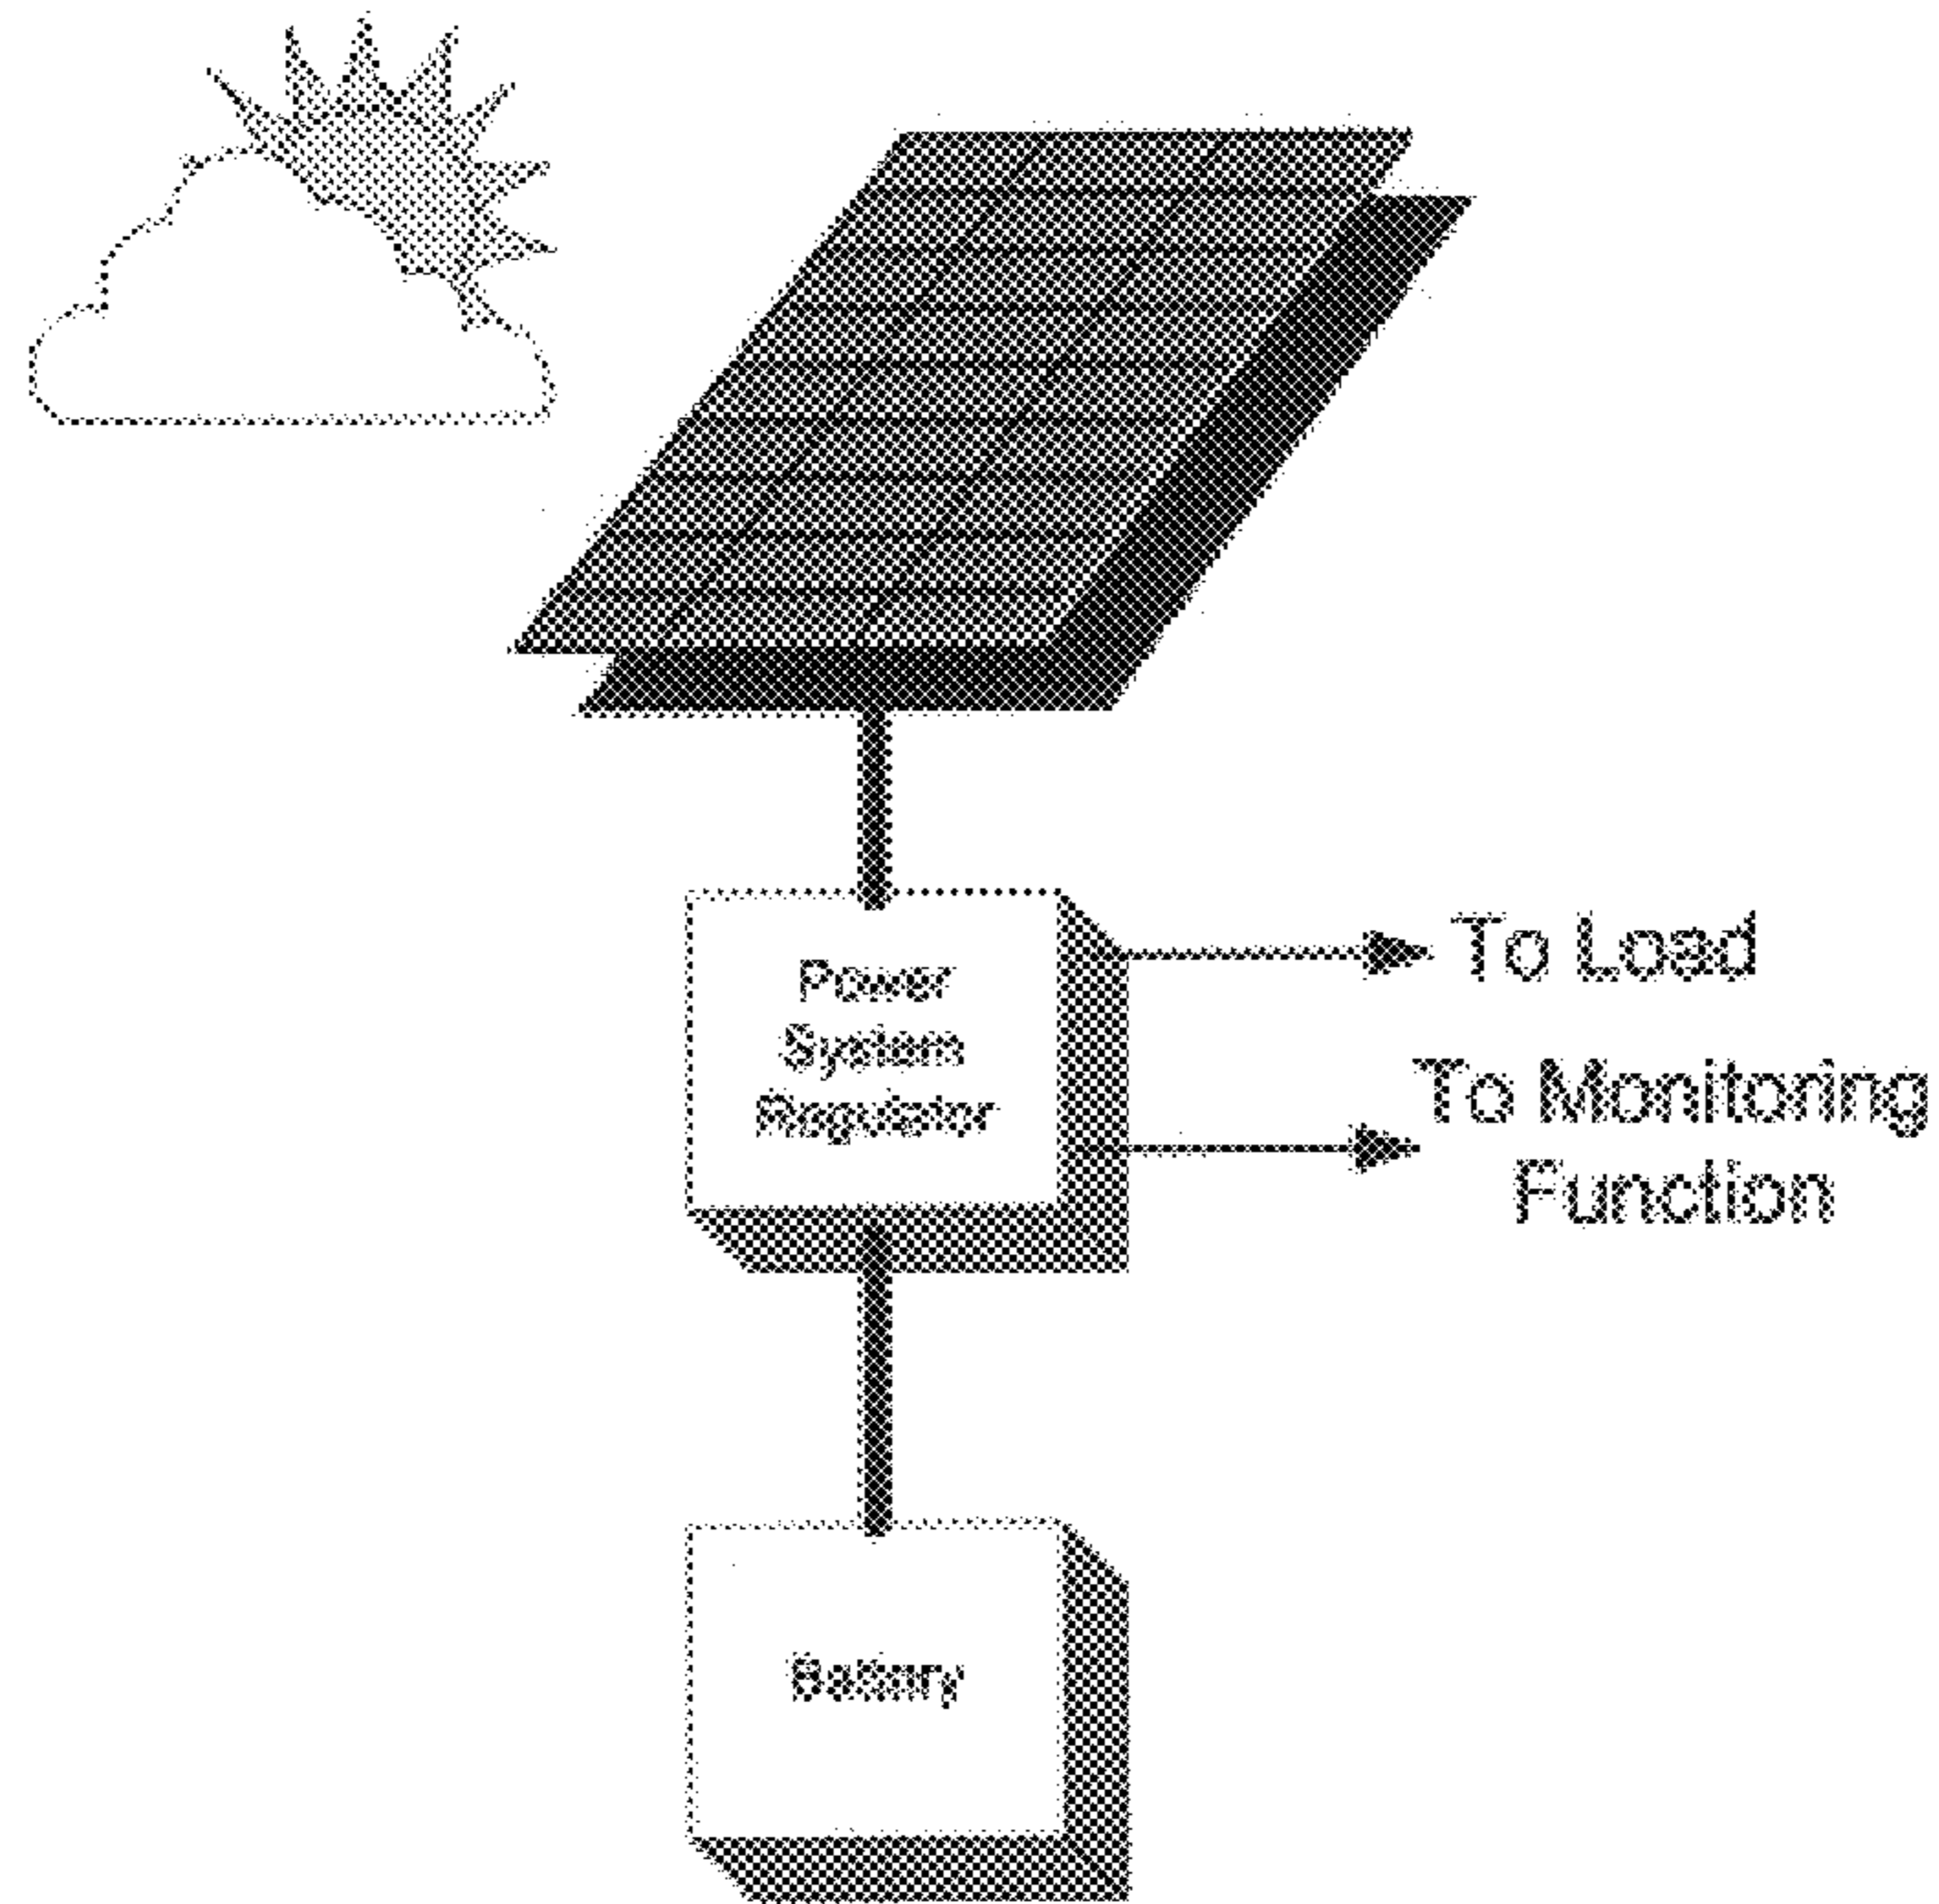 Power
System
Regulator
To Load
To Monitoring
Function
Battery